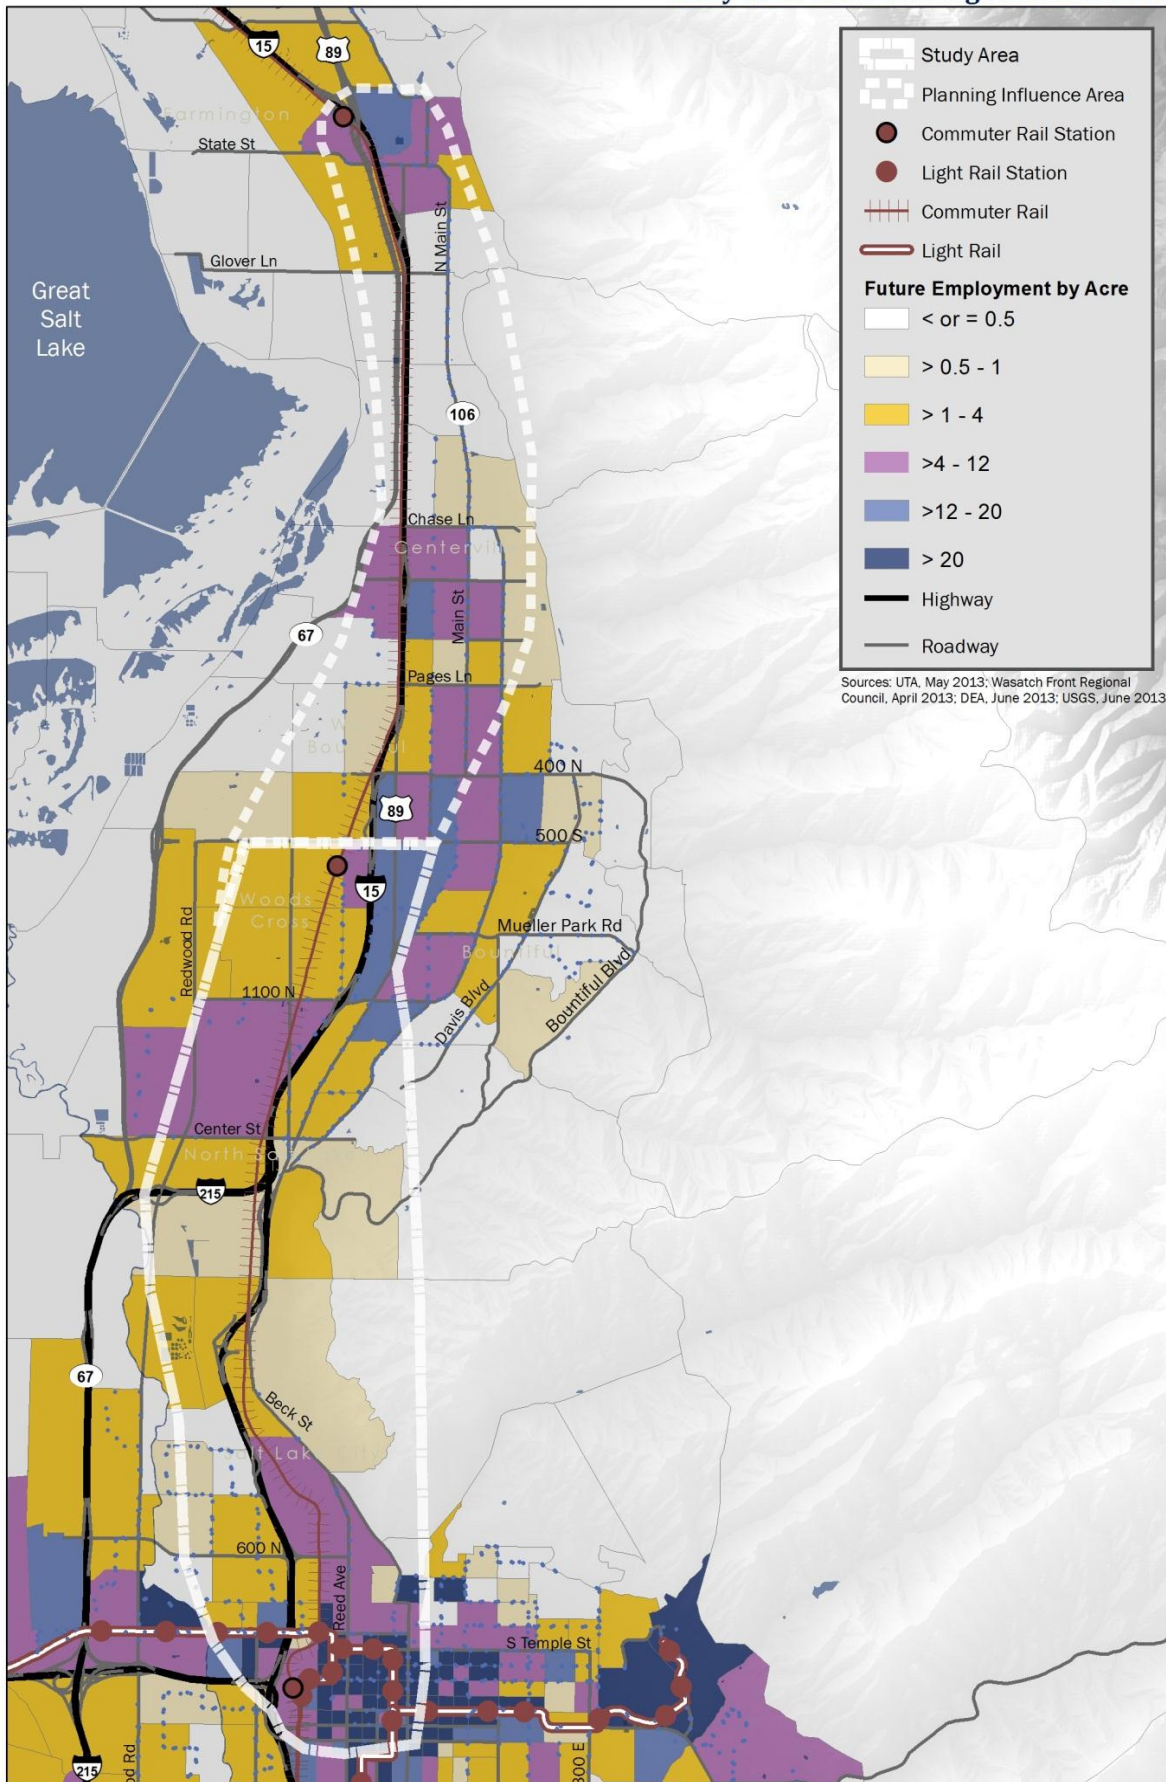 15
89
Study Area
Planning Influence Area
Commuter Rail Station
Light Rail Station
Commuter Rail
Light Rail
Future Employment by Acre
< or = 0.5
> 0.5 - 1
> 1 - 4
>4 - 12
>12 - 20
> 20
Highway
Roadway
Sources: UTA, May 2013; Wasatch Front Regional
Council, April 2013; DEA, June 2013; USGS, June 2013
Farmington
State St
N Main St
Glover Ln
Great
Salt
Lake
106
Chase Ln
Main St
67
Pages Ln
400 N
89
500 S
15
Woods
Cross
Mueller Park Rd
Bountiful
Redwood Rd
1100 N
Davis Blvd
Bountiful Blvd
Center St
215
67
Beck St
600 N
Reed Ave
S Temple St
215